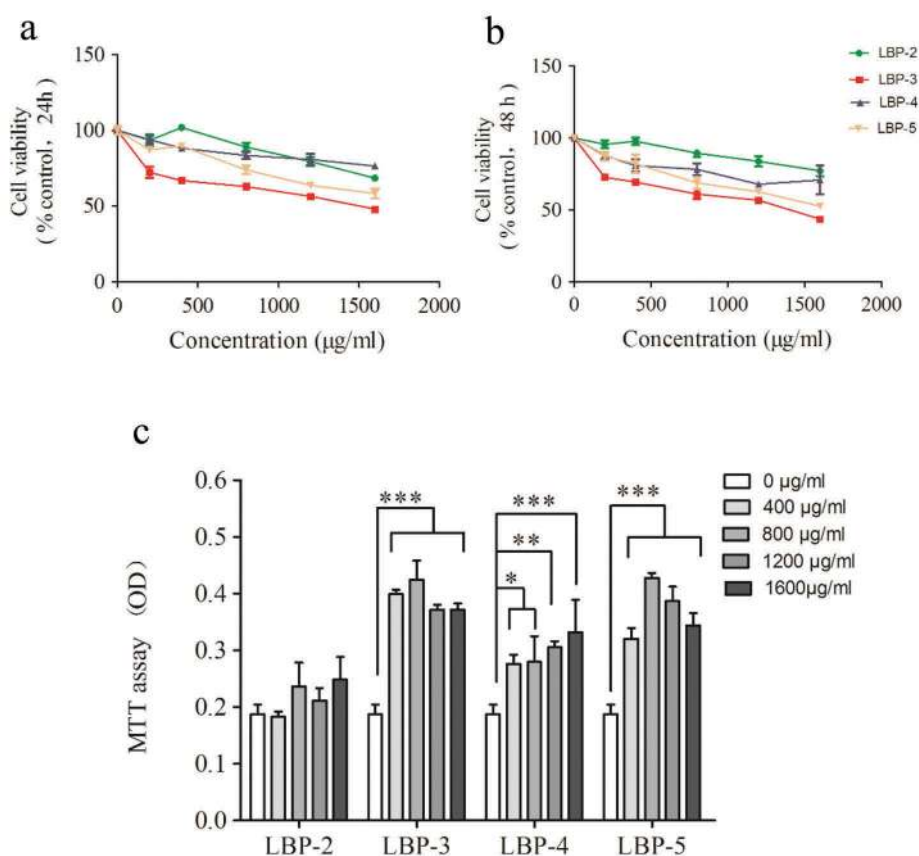 a
150
100
50
0
Cell viability
( % control, 24h )
0 500 1000 1500 2000
Concentration (μg/ml)
b
150
100
50
0
Cell viability
( % control, 48 h )
0 500 1000 1500 2000
Concentration (μg/ml)
LBP-2
LBP-3
LBP-4
LBP-5
c
0.6
0.5
0.4
0.3
0.2
0.1
0.0
MTT assay (OD)
***
*
**
***
***
LBP-2 LBP-3 LBP-4 LBP-5
0 μg/ml
400 μg/ml
800 μg/ml
1200 μg/ml
1600μg/ml